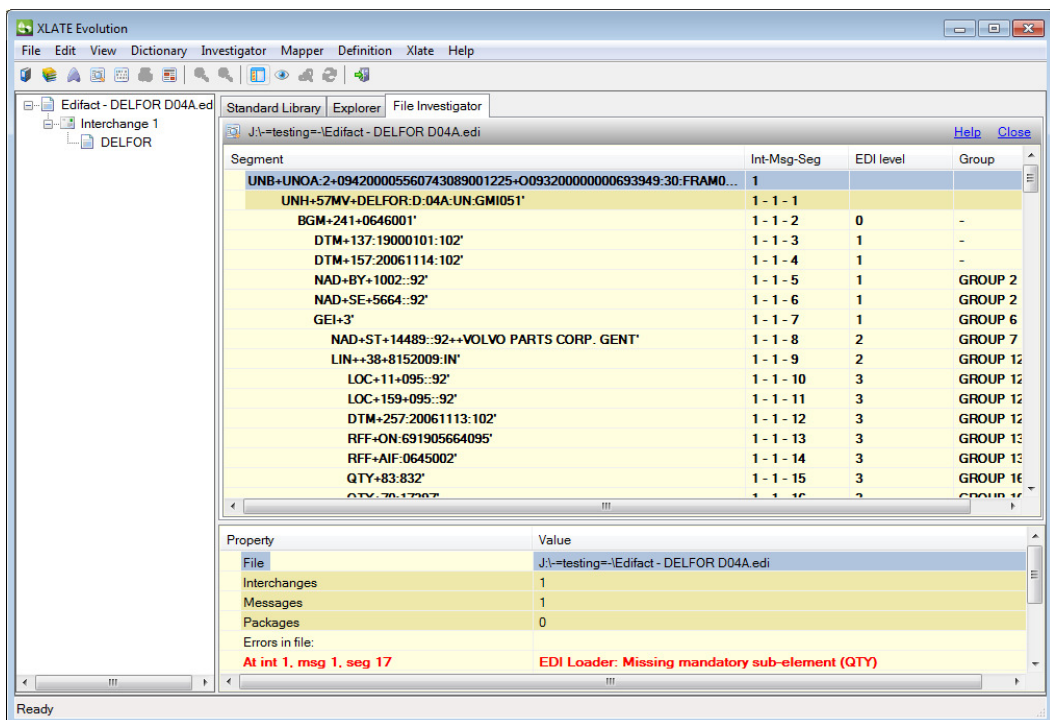 XLATE Evolution
File Edit View Dictionary Investigator Mapper Definition Xlate Help
Edifact - DELFOR D04A.ed
Interchange 1
DELFOR
Standard Library Explorer File Investigator
J:\-=testing=-\Edifact - DELFOR D04A.edi Help Close
Segment Int-Msg-Seg EDI level Group
UNB+UNOA:2+094200005560743089001225+O093200000000693949:30:FRAM0... 1
UNH+57MV+DELFOR:D:04A:UN:GMI051' 1 - 1 - 1
BGM+241+0646001' 1 - 1 - 2 0 -
DTM+137:19000101:102' 1 - 1 - 3 1 -
DTM+157:20061114:102' 1 - 1 - 4 1 -
NAD+BY+1002::92' 1 - 1 - 5 1 GROUP 2
NAD+SE+5664::92' 1 - 1 - 6 1 GROUP 2
GEI+3' 1 - 1 - 7 1 GROUP 6
NAD+ST+14489::92++VOLVO PARTS CORP. GENT' 1 - 1 - 8 2 GROUP 7
LIN++38+8152009:IN' 1 - 1 - 9 2 GROUP 12
LOC+11+095::92' 1 - 1 - 10 3 GROUP 12
LOC+159+095::92' 1 - 1 - 11 3 GROUP 12
DTM+257:20061113:102' 1 - 1 - 12 3 GROUP 12
RFF+ON:691905664095' 1 - 1 - 13 3 GROUP 13
RFF+AIF:0645002' 1 - 1 - 14 3 GROUP 13
QTY+83:832' 1 - 1 - 15 3 GROUP 16
Property Value
File J:\-=testing=-\Edifact - DELFOR D04A.edi
Interchanges 1
Messages 1
Packages 0
Errors in file:
At int 1, msg 1, seg 17 EDI Loader: Missing mandatory sub-element (QTY)
Ready